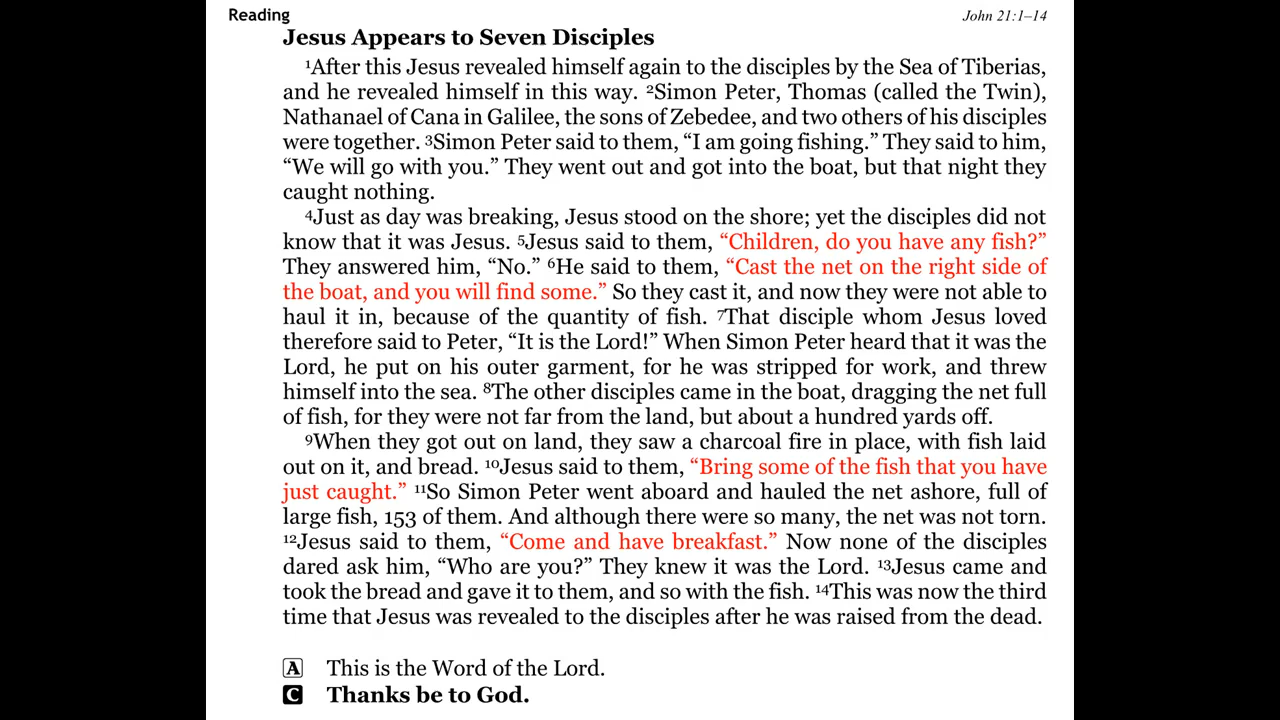 Reading
John 21:1–14
Jesus Appears to Seven Disciples
¹After this Jesus revealed himself again to the disciples by the Sea of Tiberias,
and he revealed himself in this way. ²Simon Peter, Thomas (called the Twin),
Nathanael of Cana in Galilee, the sons of Zebedee, and two others of his disciples
were together. ³Simon Peter said to them, “I am going fishing.” They said to him,
“We will go with you.” They went out and got into the boat, but that night they
caught nothing.
⁴Just as day was breaking, Jesus stood on the shore; yet the disciples did not
know that it was Jesus. ⁵Jesus said to them, “Children, do you have any fish?”
They answered him, “No.” ⁶He said to them, “Cast the net on the right side of
the boat, and you will find some.” So they cast it, and now they were not able to
haul it in, because of the quantity of fish. ⁷That disciple whom Jesus loved
therefore said to Peter, “It is the Lord!” When Simon Peter heard that it was the
Lord, he put on his outer garment, for he was stripped for work, and threw
himself into the sea. ⁸The other disciples came in the boat, dragging the net full
of fish, for they were not far from the land, but about a hundred yards off.
⁹When they got out on land, they saw a charcoal fire in place, with fish laid
out on it, and bread. ¹⁰Jesus said to them, “Bring some of the fish that you have
just caught.” ¹¹So Simon Peter went aboard and hauled the net ashore, full of
large fish, 153 of them. And although there were so many, the net was not torn.
¹²Jesus said to them, “Come and have breakfast.” Now none of the disciples
dared ask him, “Who are you?” They knew it was the Lord. ¹³Jesus came and
took the bread and gave it to them, and so with the fish. ¹⁴This was now the third
time that Jesus was revealed to the disciples after he was raised from the dead.
A This is the Word of the Lord.
C Thanks be to God.